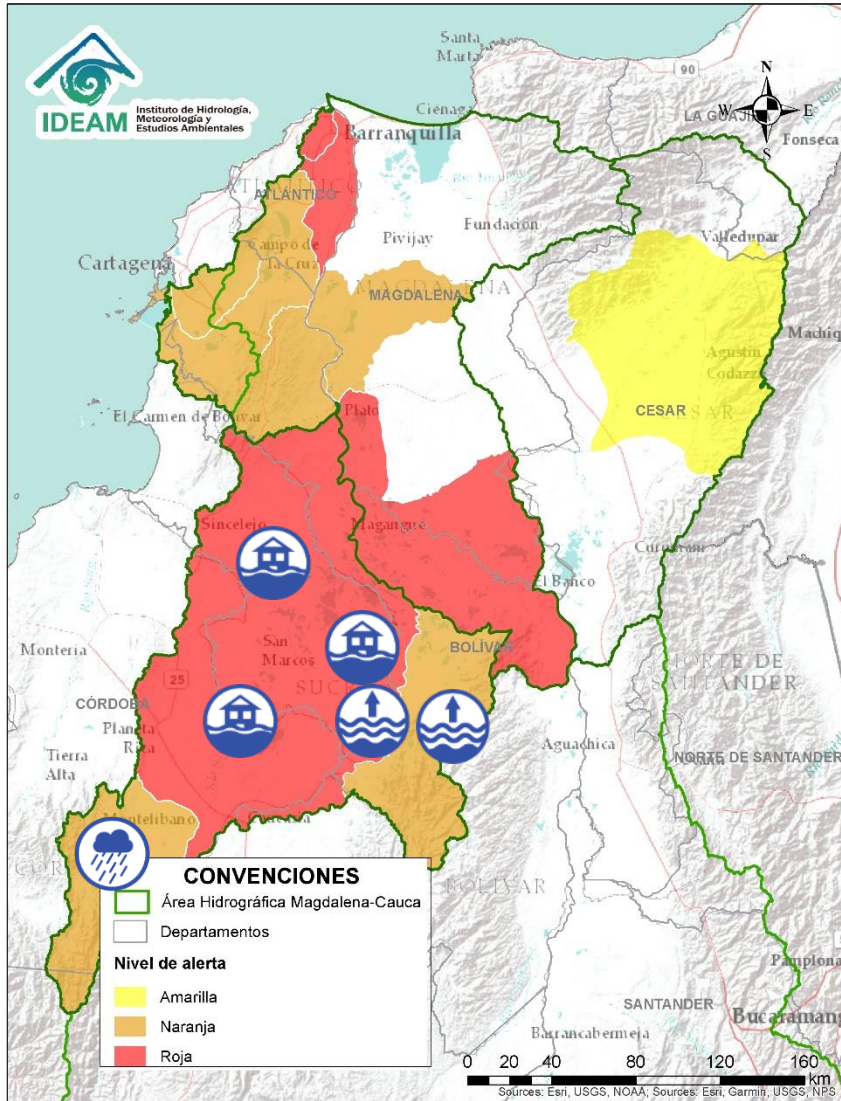 IDEAM
Instituto de Hidrología,
Meteorología y
Estudios Ambientales
Santa
Marta
90
N
W
E
S
LA GUAJI
Fonseca
Ciénaga
Barranquilla
ATLÁNTICO
Fundación
Valledupar
Pivijay
Campo de
la Cruz
Cartagena
MAGDALENA
Machiq
Agustín
Codazzi
CESAR
El Carmen de Bolívar
Plato
Sincelejo
Magangué
Curumaní
El Banco
Montería
San
Marcos
BOLÍVAR
NORTE DE
SANTANDER
25
SUCRE
CÓRDOBA
Planeta
Rica
Aguachica
Tierra
Alta
NORTE DE SANTANDER
Montelíbano
Caucasia
BOLÍVAR
CONVENCIONES
Área Hidrográfica Magdalena-Cauca
Departamentos
Nivel de alerta
Amarilla
Naranja
Roja
Pamplona
SANTANDER
Bucaramang
Barrancabermeja
0 20 40 80 120 160
km
Sources: Esri, USGS, NOAA; Sources: Esri, Garmin, USGS, NPS